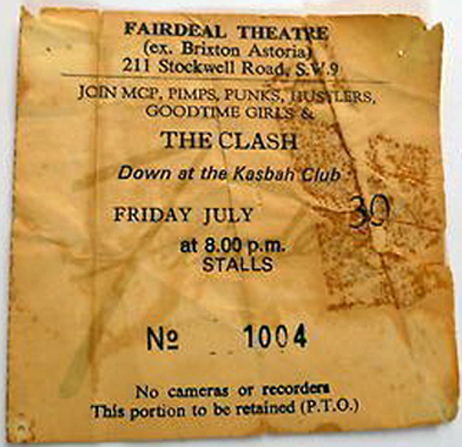 FAIRDEAL THEATRE
(ex. Brixton Astoria)
211 Stockwell Road, S.W.9
JOIN MCP, PIMPS, PUNKS, HUSTLERS,
GOODTIME GIRLS &
THE CLASH
Down at the Kasbah Club
FRIDAY JULY 30
at 8.00 p.m.
STALLS
Nº 1004
No cameras or recorders
This portion to be retained (P.T.O.)